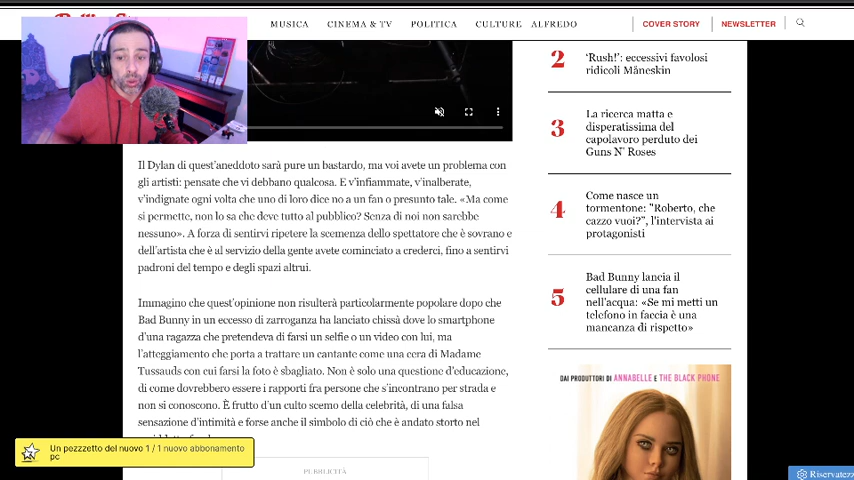 MUSICA CINEMA & TV POLITICA CULTURE ALFREDO COVER STORY NEWSLETTER
Il Dylan di quest'aneddoto sarà pure un bastardo, ma voi avete un problema con
gli artisti: pensate che vi debbano qualcosa. E v'infiammate, v'inalberate,
v'indignate ogni volta che uno di loro dice no a un fan o presunto tale. «Ma come
si permette, non lo sa che deve tutto al pubblico? Senza di noi non sarebbe
nessuno». A forza di sentirvi ripetere la scemenza dello spettatore che è sovrano e
dell'artista che è al servizio della gente avete cominciato a crederci, fino a sentirvi
padroni del tempo e degli spazi altrui.
Immagino che quest'opinione non risulterà particolarmente popolare dopo che
Bad Bunny in un eccesso di zarroganza ha lanciato chissà dove lo smartphone
d'una ragazza che pretendeva di farsi un selfie o un video con lui, ma
l'atteggiamento che porta a trattare un cantante come una cera di Madame
Tussauds con cui farsi la foto è sbagliato. Non è solo una questione d'educazione,
di come dovrebbero essere i rapporti fra persone che s'incontrano per strada e
non si conoscono. È frutto d'un culto scemo della celebrità, di una falsa
sensazione d'intimità e forse anche il simbolo di ciò che è andato storto nel
Un pezzzetto del nuovo 1 / 1 nuovo abbonamento
pc
PUBBLICITÀ
2 'Rush!': eccessivi favolosi
ridicoli Måneskin
3 La ricerca matta e
disperatissima del
capolavoro perduto dei
Guns N' Roses
4 Come nasce un
tormentone: "Roberto, che
cazzo vuoi?", l'intervista ai
protagonisti
5 Bad Bunny lancia il
cellulare di una fan
nell'acqua: «Se mi metti un
telefono in faccia è una
mancanza di rispetto»
DAI PRODUTTORI DI ANNABELLE E THE BLACK PHONE